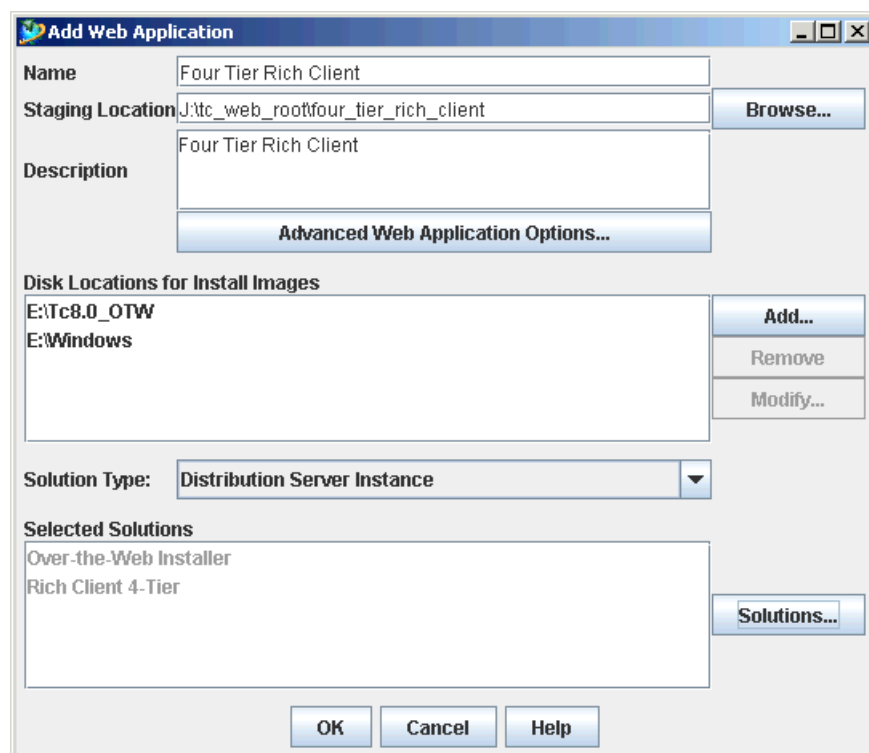 Add Web Application
Name Four Tier Rich Client
Staging Location J:\tc_web_root\four_tier_rich_client Browse...
Description Four Tier Rich Client
Advanced Web Application Options...
Disk Locations for Install Images
E:\Tc8.0_OTW Add...
E:\Windows
Remove
Modify...
Solution Type: Distribution Server Instance
Selected Solutions
Over-the-Web Installer
Rich Client 4-Tier
Solutions...
OK Cancel Help